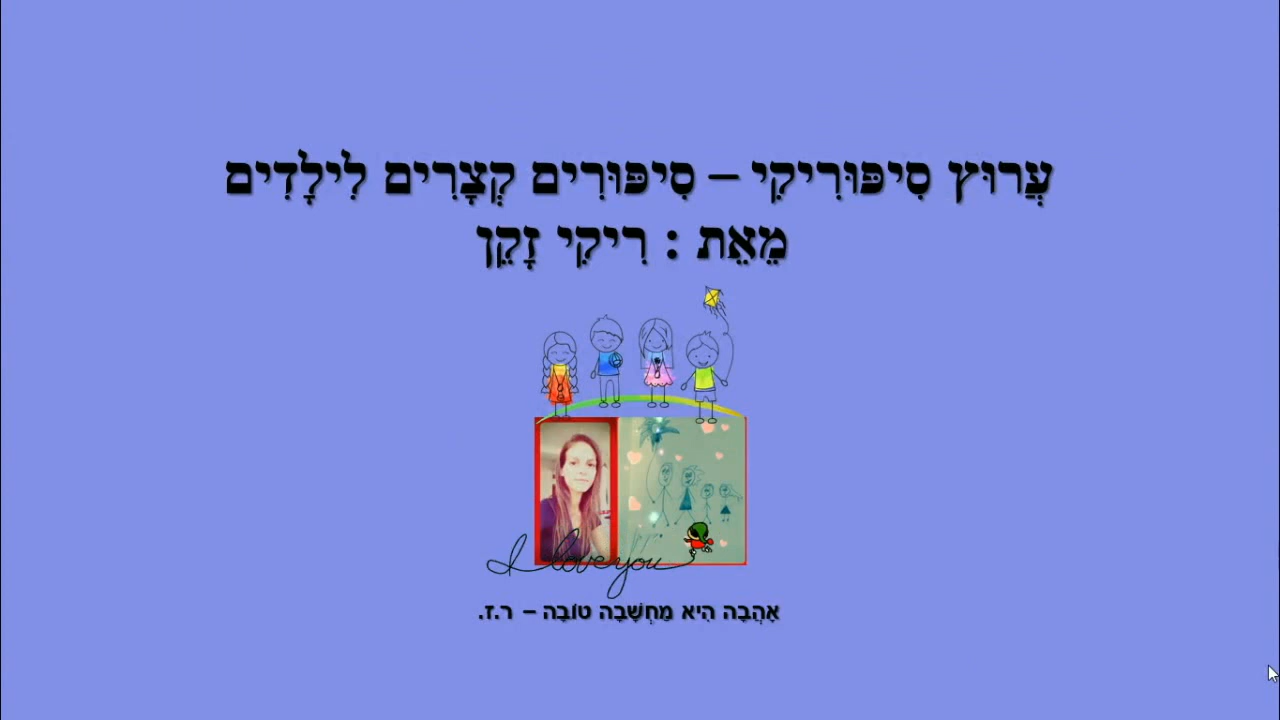 עֲרוּץ סִיפּוּרִיקִי – סִיפּוּרִים קְצָרִים לִילָדִים
מֵאֵת : רִיקִי זָקֵן
I love you
אָהֲבָה הִיא מַחְשָׁבָה טוֹבָה – ר.ז.